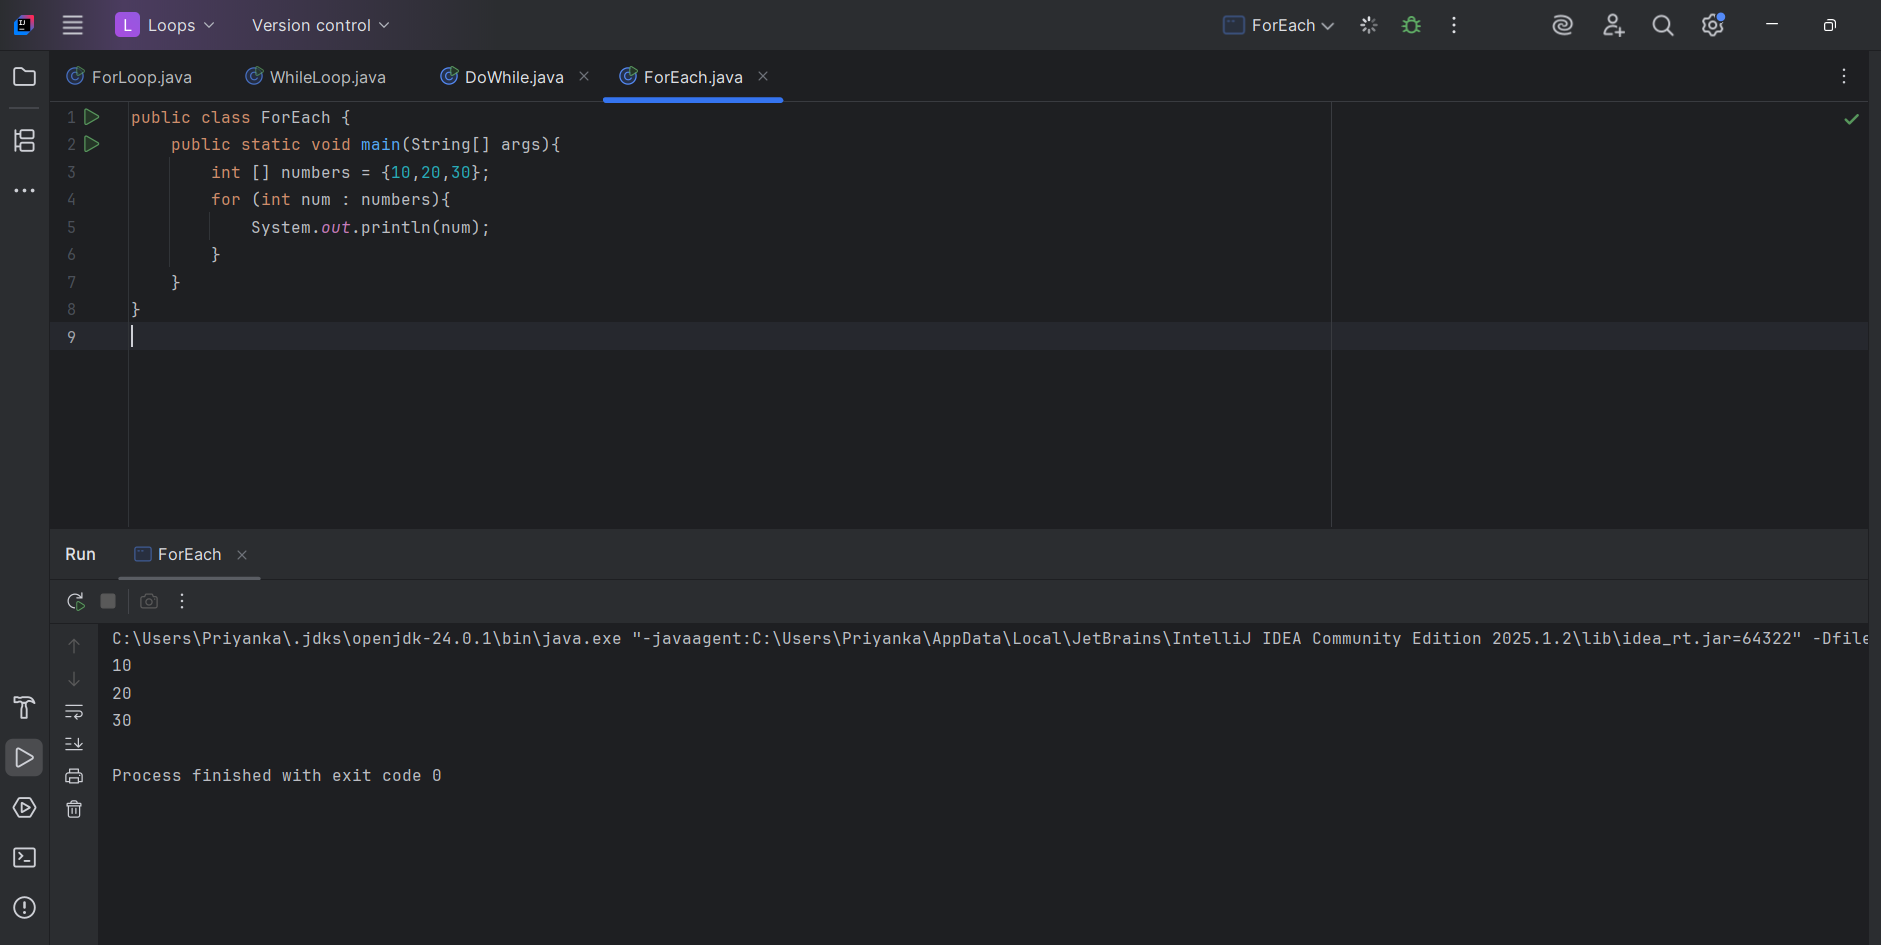 L Loops Version control ForEach
ForLoop.java WhileLoop.java DoWhile.java ForEach.java
1 public class ForEach {
2     public static void main(String[] args){
3         int [] numbers = {10,20,30};
4         for (int num : numbers){
5             System.out.println(num);
6         }
7     }
8 }
9
Run ForEach
C:\Users\Priyanka\.jdks\openjdk-24.0.1\bin\java.exe "-javaagent:C:\Users\Priyanka\AppData\Local\JetBrains\IntelliJ IDEA Community Edition 2025.1.2\lib\idea_rt.jar=64322" -Dfile
10
20
30
Process finished with exit code 0